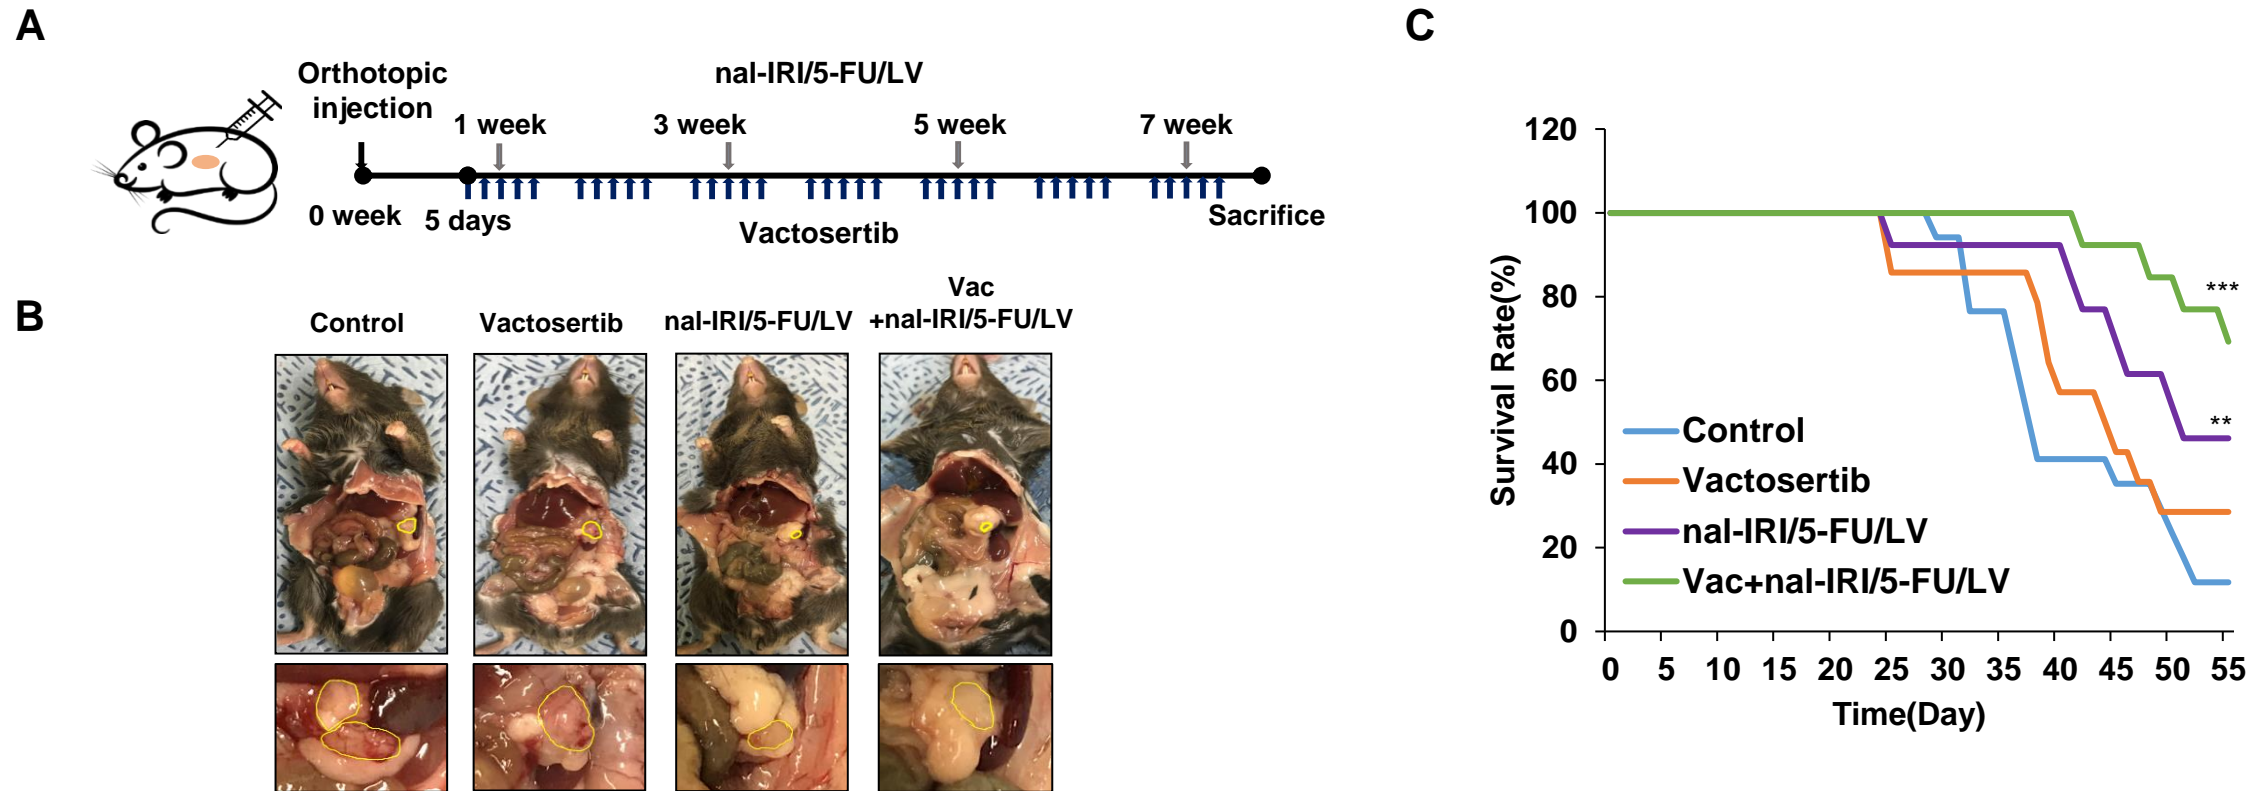 A
Orthotopic
injection
nal-IRI/5-FU/LV
1 week
3 week
5 week
7 week
0 week
5 days
Vactosertib
Sacrifice
B
Control
Vactosertib
nal-IRI/5-FU/LV
Vac
+nal-IRI/5-FU/LV
C
Survival Rate(%)
120
100
80
60
40
20
0
***
**
Control
Vactosertib
nal-IRI/5-FU/LV
Vac+nal-IRI/5-FU/LV
0 5 10 15 20 25 30 35 40 45 50 55
Time(Day)